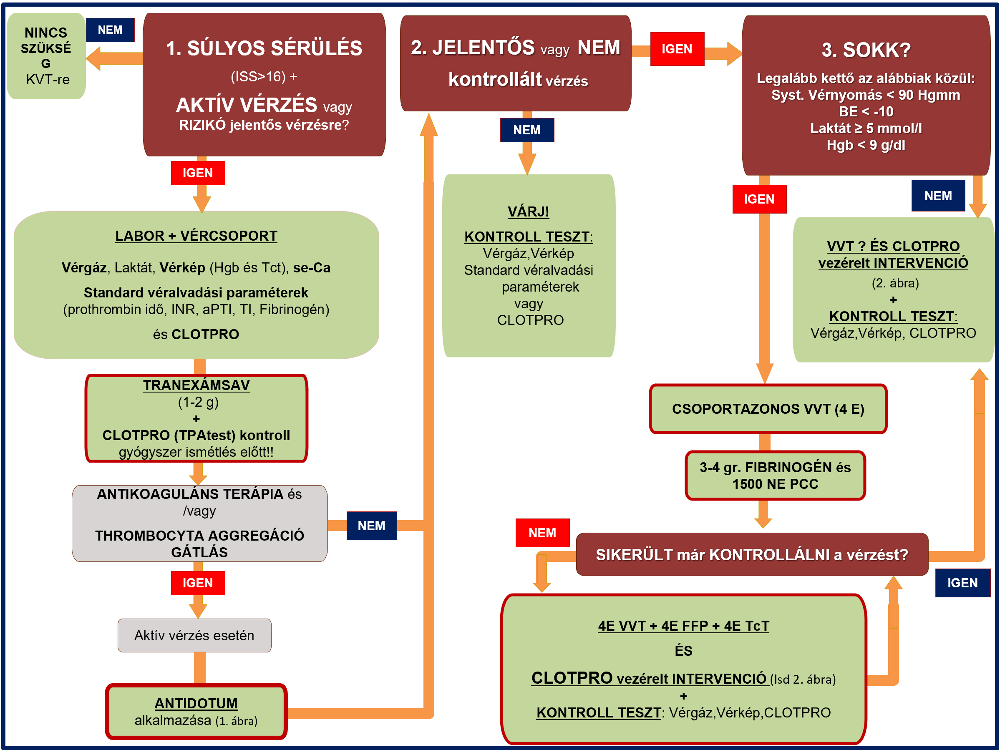 NINCS
SZÜKSÉ
G
KVT-re
NEM
1. SÚLYOS SÉRÜLÉS
(ISS>16) +
AKTÍV VÉRZÉS vagy
RIZIKÓ jelentős vérzésre?
IGEN
LABOR + VÉRCSOPORT
Vérgáz, Laktát, Vérkép (Hgb és Tct), se-Ca
Standard véralvadási paraméterek
(prothrombin idő, INR, aPTI, TI, Fibrinogén)
és CLOTPRO
TRANEXÁMSAV
(1-2 g)
+
CLOTPRO (TPAtest) kontroll
gyógyszer ismétlés előtt!!
ANTIKOAGULÁNS TERÁPIA és
/vagy
THROMBOCYTA AGGREGÁCIÓ
GÁTLÁS
NEM
IGEN
Aktív vérzés esetén
ANTIDOTUM
alkalmazása (1. ábra)
2. JELENTŐS vagy NEM
kontrollált vérzés
IGEN
NEM
VÁRJ!
KONTROLL TESZT:
Vérgáz,Vérkép
Standard véralvadási
paraméterek
vagy
CLOTPRO
3. SOKK?
Legalább kettő az alábbiak közül:
Syst. Vérnyomás < 90 Hgmm
BE < -10
Laktát ≥ 5 mmol/l
Hgb < 9 g/dl
IGEN
NEM
VVT ? ÉS CLOTPRO
vezérelt INTERVENCIÓ
(2. ábra)
+
KONTROLL TESZT:
Vérgáz,Vérkép, CLOTPRO
CSOPORTAZONOS VVT (4 E)
3-4 gr. FIBRINOGÉN és
1500 NE PCC
NEM
SIKERÜLT már KONTROLLÁLNI a vérzést?
IGEN
4E VVT + 4E FFP + 4E TcT
ÉS
CLOTPRO vezérelt INTERVENCIÓ (lsd 2. ábra)
+
KONTROLL TESZT: Vérgáz,Vérkép,CLOTPRO